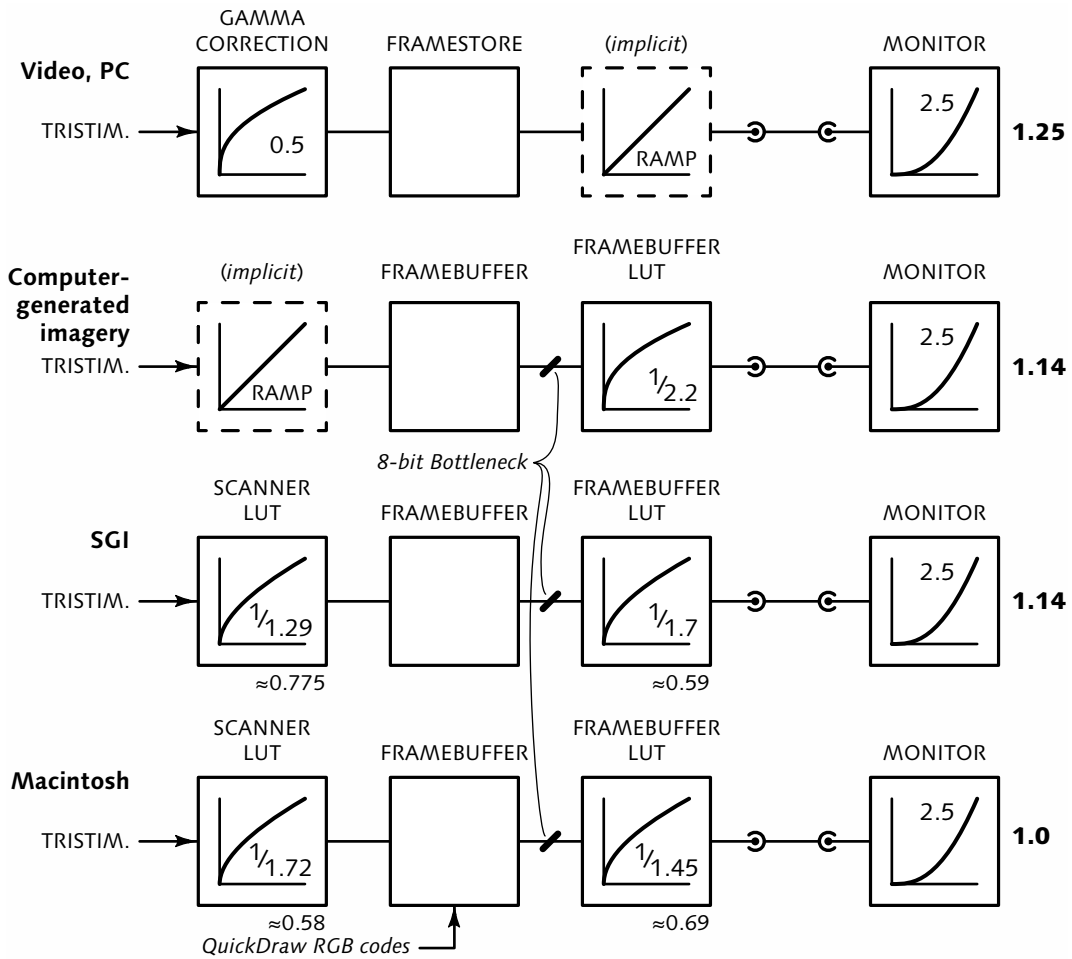 GAMMA
CORRECTION
FRAMESTORE
(implicit)
MONITOR
Video, PC
TRISTIM.
0.5
RAMP
2.5
1.25
Computer-
generated
imagery
(implicit)
FRAMEBUFFER
FRAMEBUFFER
LUT
MONITOR
TRISTIM.
RAMP
1/2.2
2.5
1.14
8-bit Bottleneck
SGI
SCANNER
LUT
FRAMEBUFFER
FRAMEBUFFER
LUT
MONITOR
TRISTIM.
1/1.29
1/1.7
2.5
1.14
≈0.775
≈0.59
Macintosh
SCANNER
LUT
FRAMEBUFFER
FRAMEBUFFER
LUT
MONITOR
TRISTIM.
1/1.72
1/1.45
2.5
1.0
≈0.58
≈0.69
QuickDraw RGB codes